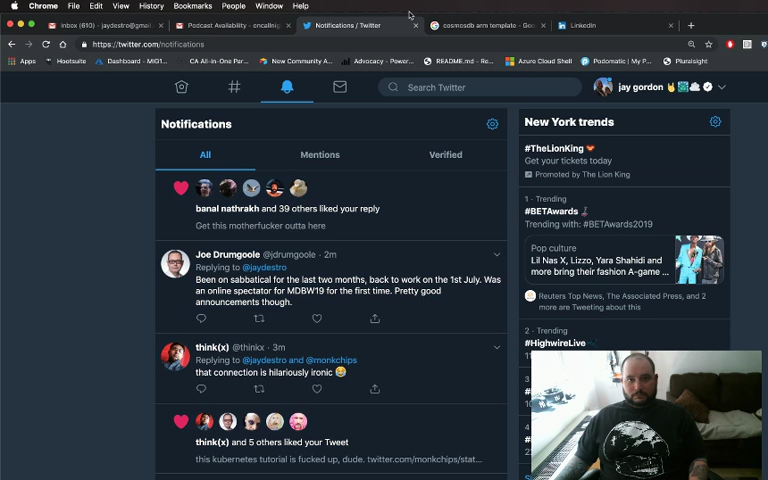 Chrome File Edit View History Bookmarks People Window Help
Inbox (610) - jaydestro@gmai
Podcast Availability - oncallnig
Notifications / Twitter
cosmosdb arm template - Goo
LinkedIn
https://twitter.com/notifications
Apps Hootsuite Dashboard - MIG1... CA All-in-One Par... New Community A... Advocacy - Power... README.md - Re... Azure Cloud Shell Podomatic | My P... Pluralsight
Search Twitter
jay gordon
Notifications
All Mentions Verified
banal nathrakh and 39 others liked your reply
Get this motherfucker outta here
Joe Drumgoole @jdrumgoole · 2m
Replying to @jaydestro
Been on sabbatical for the last two months, back to work on the 1st July. Was
an online spectator for MDBW19 for the first time. Pretty good
announcements though.
think(x) @thinkx · 3m
Replying to @jaydestro and @monkchips
that connection is hilariously ironic 😂
think(x) and 5 others liked your Tweet
this kubernetes tutorial is fucked up, dude. twitter.com/monkchips/stat...
New York trends
#TheLionKing
Get your tickets today
Promoted by The Lion King
1 · Trending
#BETAwards
Trending with: #BETAwards2019
Pop culture
Lil Nas X, Lizzo, Yara Shahidi and
more bring their fashion A-game ...
Reuters Top News, The Associated Press, and 2
more are Tweeting about this
2 · Trending
#HighwireLive
11
3
10
4